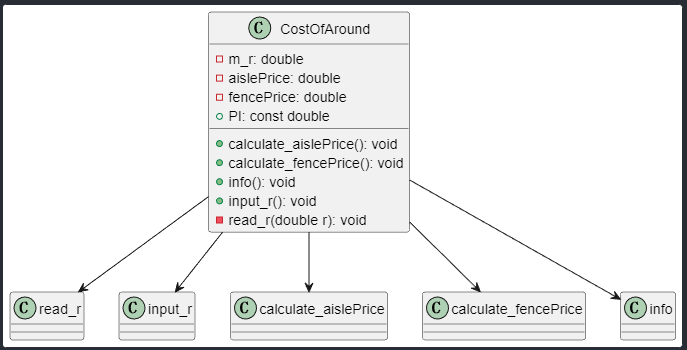 C CostOfAround
m_r: double
aislePrice: double
fencePrice: double
PI: const double
calculate_aislePrice(): void
calculate_fencePrice(): void
info(): void
input_r(): void
read_r(double r): void
C read_r
C input_r
C calculate_aislePrice
C calculate_fencePrice
C info